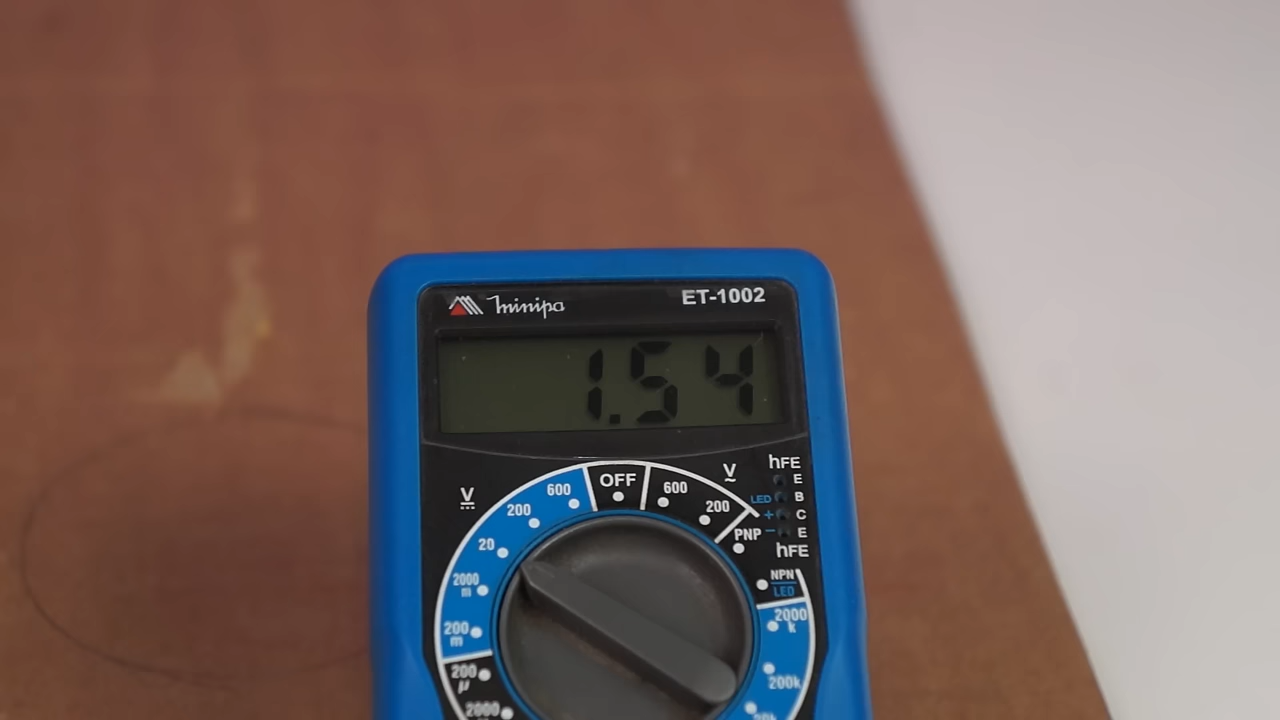 minipa ET-1002
1.54
OFF
V 600 600 V hFE
200 200 LED E
B
20 + C
PNP - E
hFE
2000 m NPN
LED
200 m 2000 k
200 µ 200k
2000